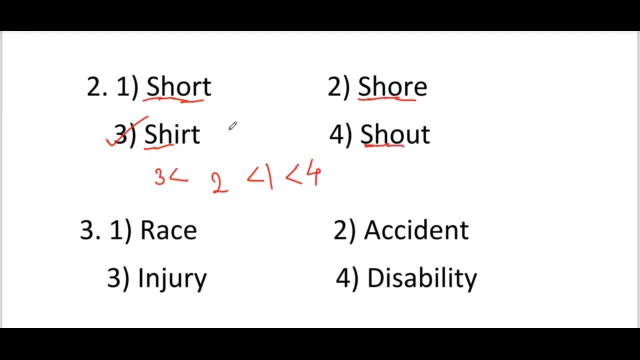 2. 1) Short 2) Shore
3) Shirt 4) Shout
3< 2 <1 <4
3. 1) Race 2) Accident
3) Injury 4) Disability